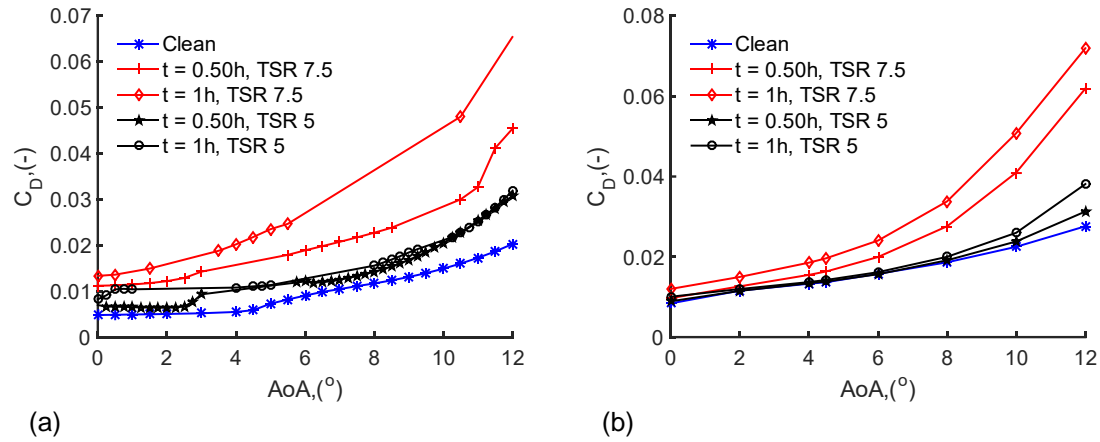 0.07
0.06
0.05
0.04
0.03
0.02
0.01
0
C_D,(-)
Clean
t = 0.50h, TSR 7.5
t = 1h, TSR 7.5
t = 0.50h, TSR 5
t = 1h, TSR 5
0 2 4 6 8 10 12
AoA,(°)
(a)
0.08
0.06
0.04
0.02
0
C_D,(-)
Clean
t = 0.50h, TSR 7.5
t = 1h, TSR 7.5
t = 0.50h, TSR 5
t = 1h, TSR 5
0 2 4 6 8 10 12
AoA,(°)
(b)